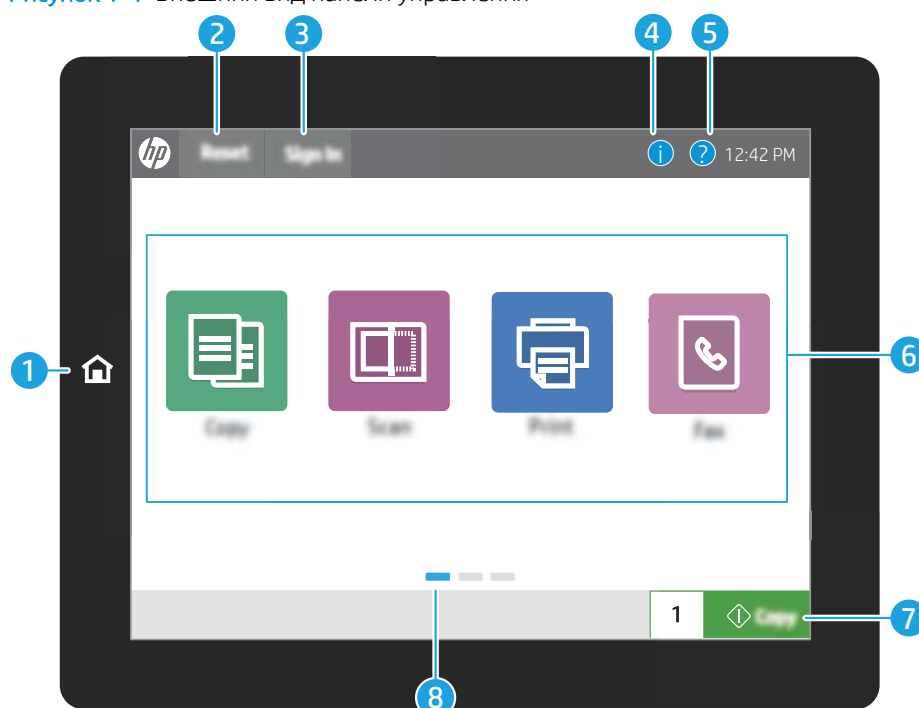 Рисунок 1-1 Внешний вид панели управления
2 3 4 5
hp Reset Sign In i ? 12:42 PM
1
6
Copy Scan Print Fax
1 Copy
7
8